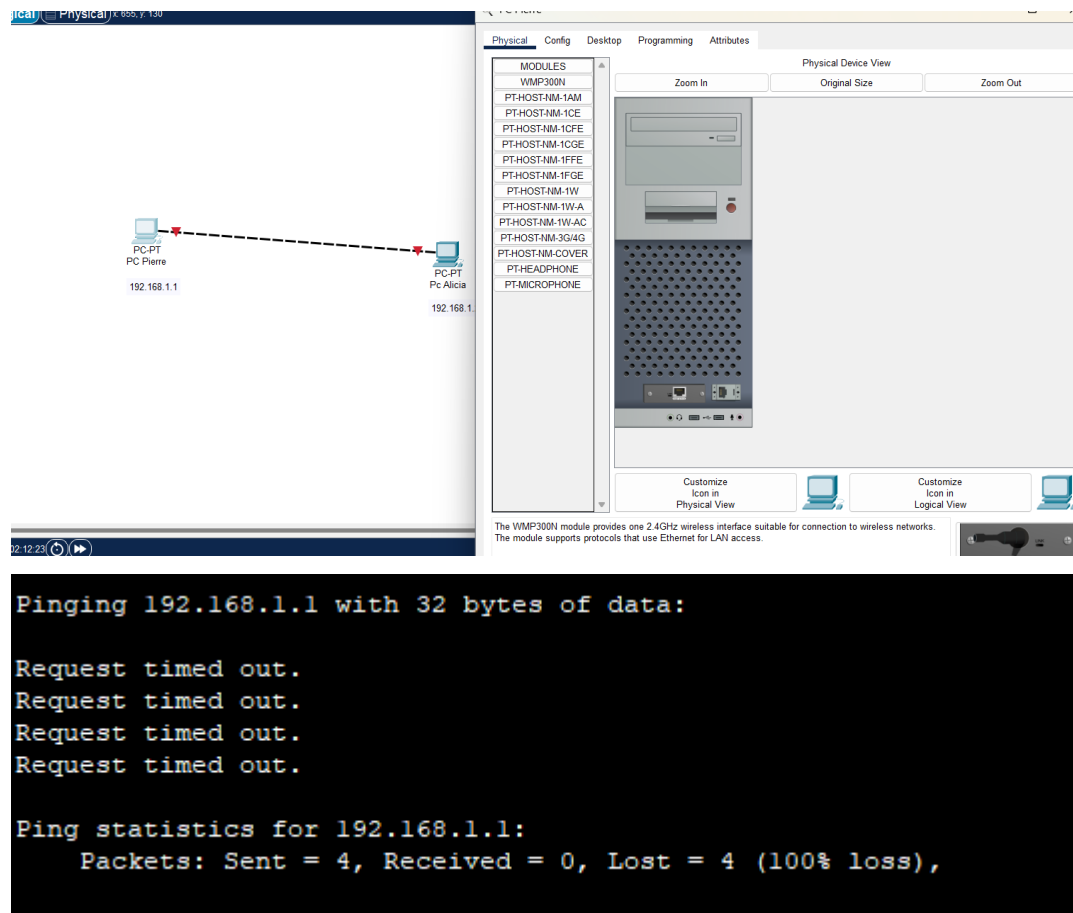 Physical x: 655, y: 130
Physical Config Desktop Programming Attributes
MODULES
WMP300N
PT-HOST-NM-1AM
PT-HOST-NM-1CE
PT-HOST-NM-1CFE
PT-HOST-NM-1CGE
PT-HOST-NM-1FFE
PT-HOST-NM-1FGE
PT-HOST-NM-1W
PT-HOST-NM-1W-A
PT-HOST-NM-1W-AC
PT-HOST-NM-3G/4G
PT-HOST-NM-COVER
PT-HEADPHONE
PT-MICROPHONE
Physical Device View
Zoom In Original Size Zoom Out
PC-PT
PC Pierre
192.168.1.1
PC-PT
Pc Alicia
192.168.1.
Customize
Icon in
Physical View
Customize
Icon in
Logical View
The WMP300N module provides one 2.4GHz wireless interface suitable for connection to wireless networks.
The module supports protocols that use Ethernet for LAN access.
02:12:23
Pinging 192.168.1.1 with 32 bytes of data:
Request timed out.
Request timed out.
Request timed out.
Request timed out.
Ping statistics for 192.168.1.1:
Packets: Sent = 4, Received = 0, Lost = 4 (100% loss),